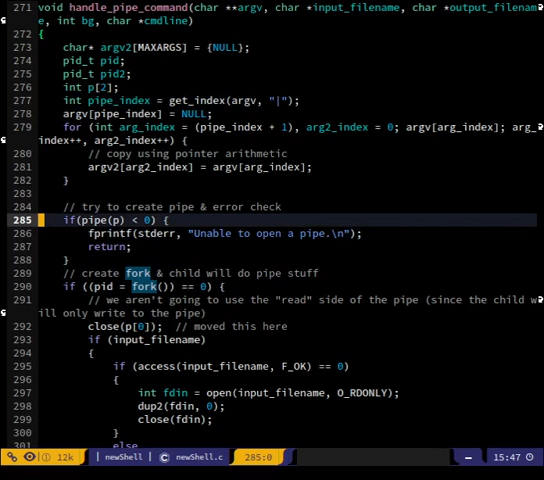 271 void handle_pipe_command(char **argv, char *input_filename, char *output_filenam
e, int bg, char *cmdline)
272 {
273 char* argv2[MAXARGS] = {NULL};
274 pid_t pid;
275 pid_t pid2;
276 int p[2];
277 int pipe_index = get_index(argv, "|");
278 argv[pipe_index] = NULL;
279 for (int arg_index = (pipe_index + 1), arg2_index = 0; argv[arg_index]; arg_
index++, arg2_index++) {
280 // copy using pointer arithmetic
281 argv2[arg2_index] = argv[arg_index];
282 }
283
284 // try to create pipe & error check
285 if(pipe(p) < 0) {
286 fprintf(stderr, "Unable to open a pipe.\n");
287 return;
288 }
289 // create fork & child will do pipe stuff
290 if ((pid = fork()) == 0) {
291 // we aren't going to use the "read" side of the pipe (since the child w
ill only write to the pipe)
292 close(p[0]); // moved this here
293 if (input_filename)
294 {
295 if (access(input_filename, F_OK) == 0)
296 {
297 int fdin = open(input_filename, O_RDONLY);
298 dup2(fdin, 0);
299 close(fdin);
300 }
301 else
12k | newShell | newShell.c 285:0 — 15:47